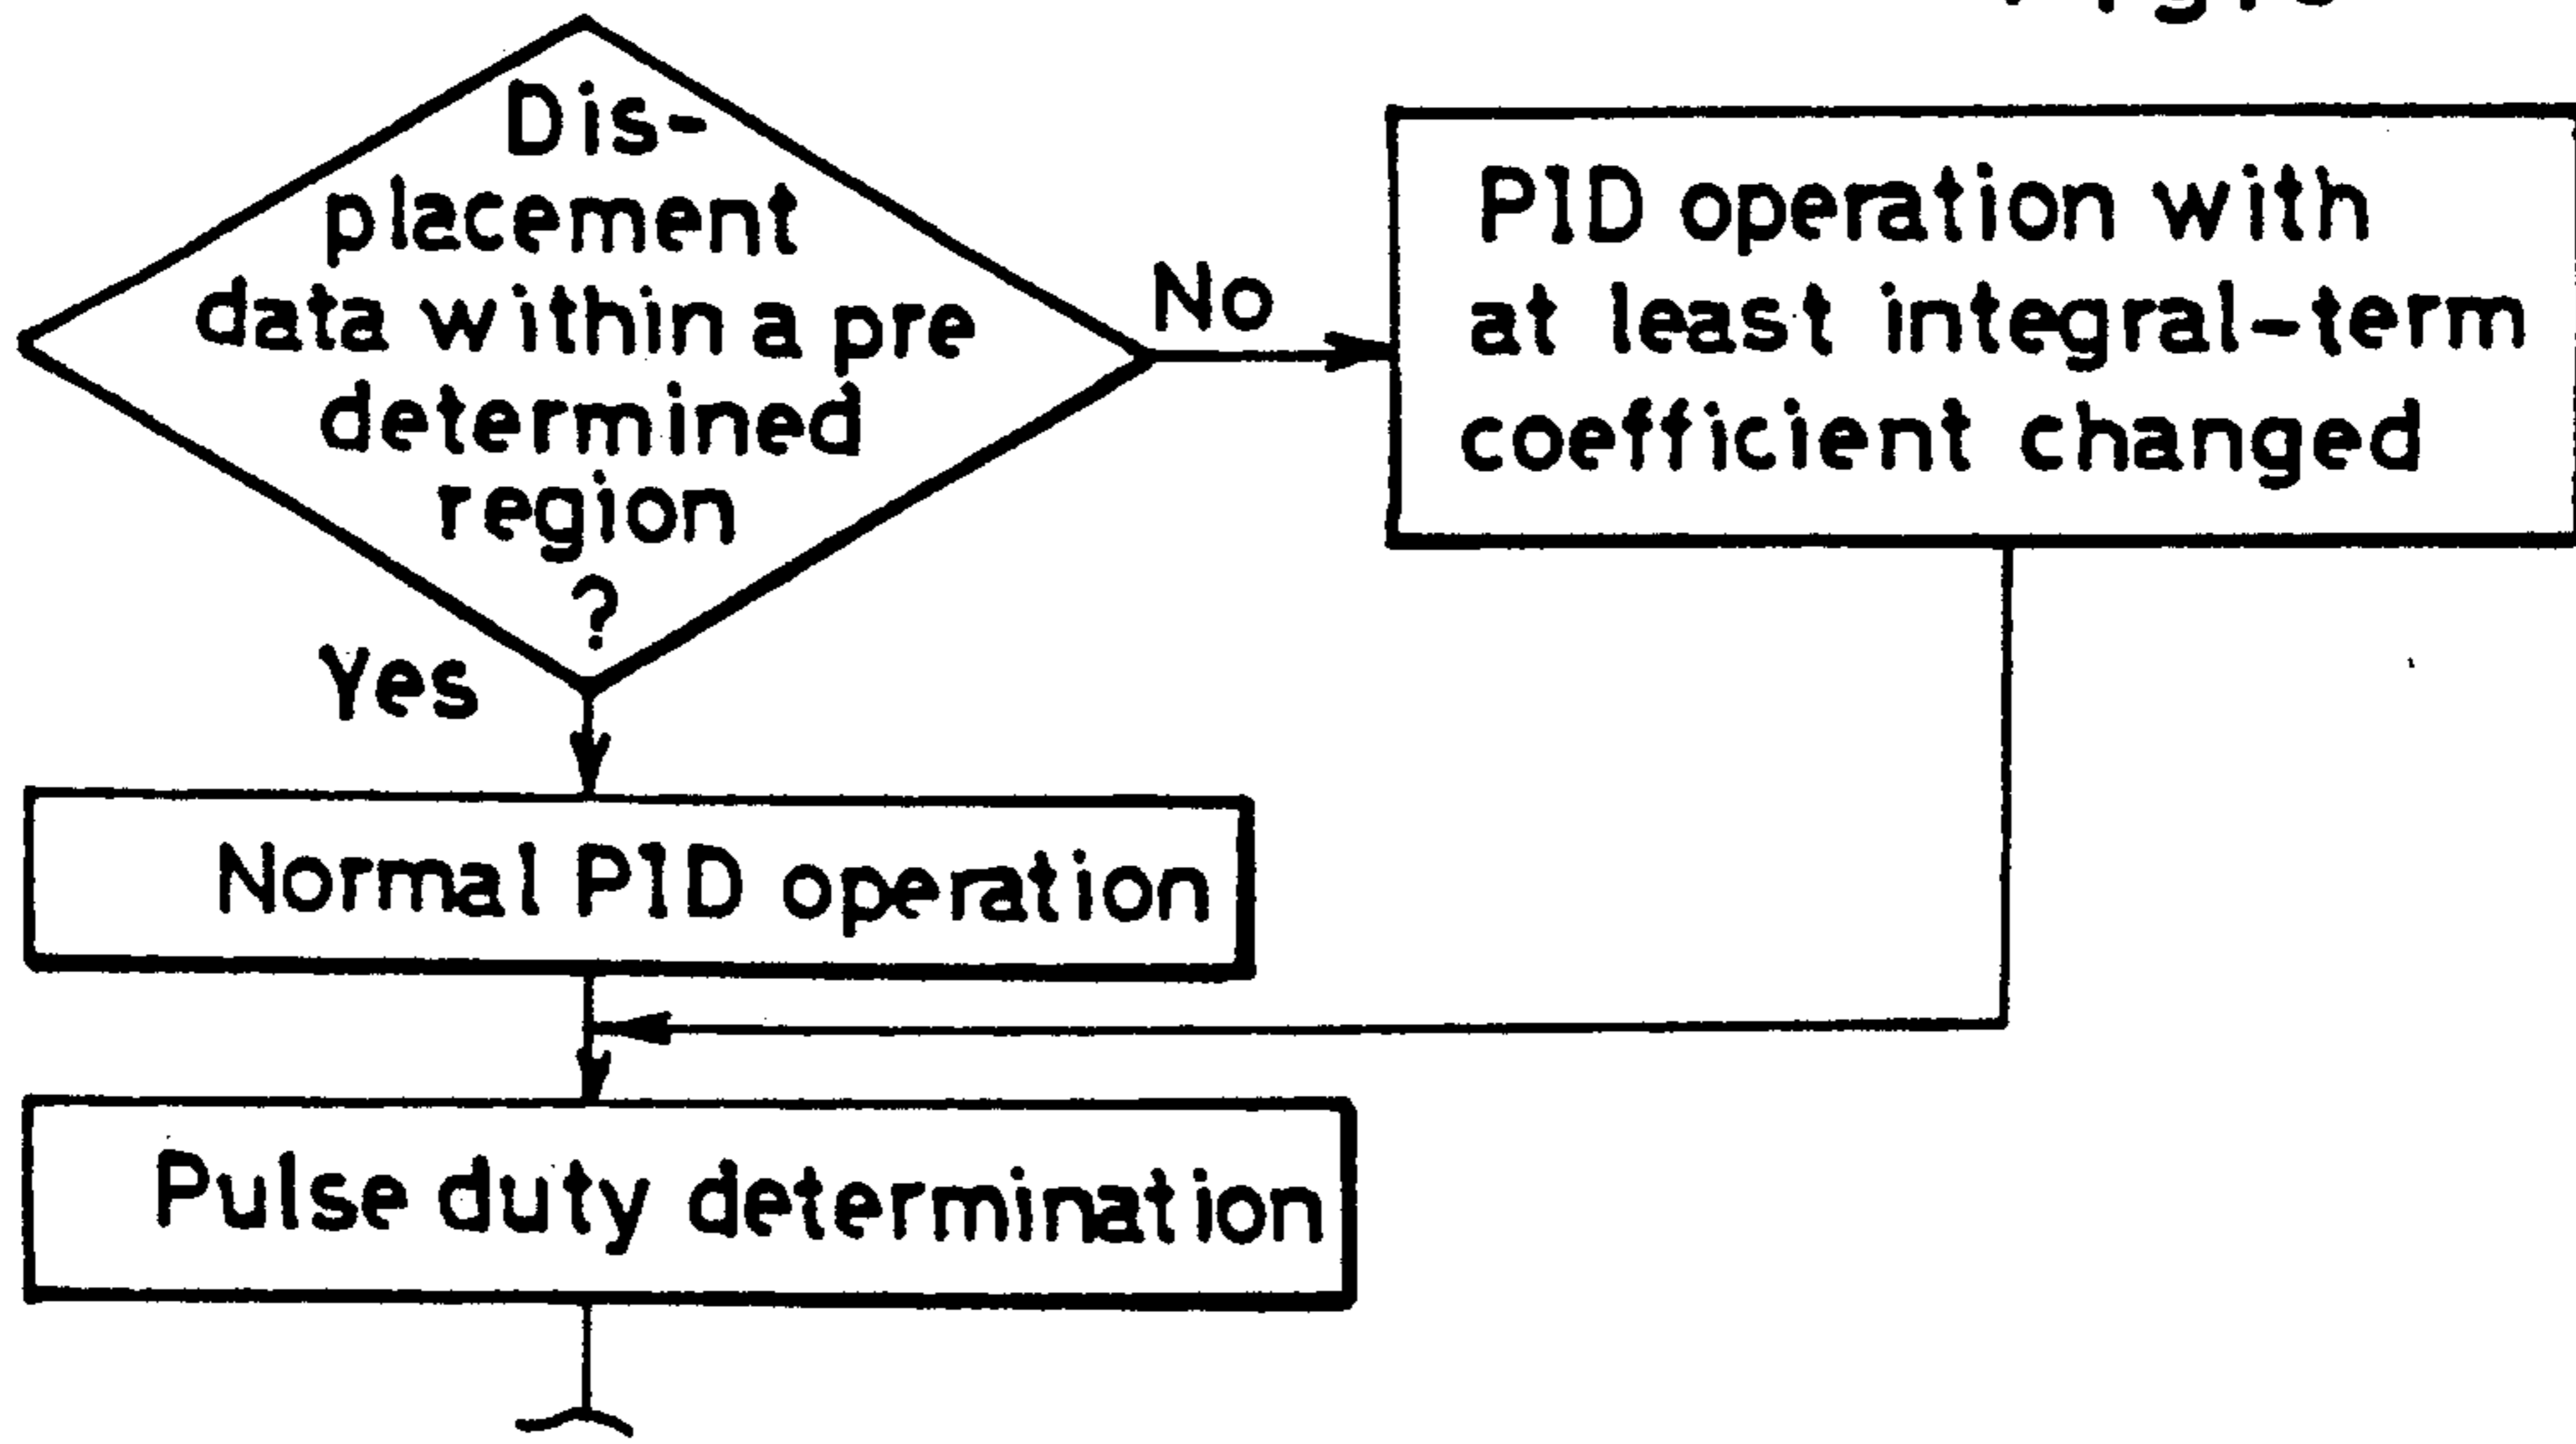 Dis-
placement
data within a pre
determined
region
?
No
PID operation with
at least integral-term
coefficient changed
Yes
Normal PID operation
Pulse duty determination